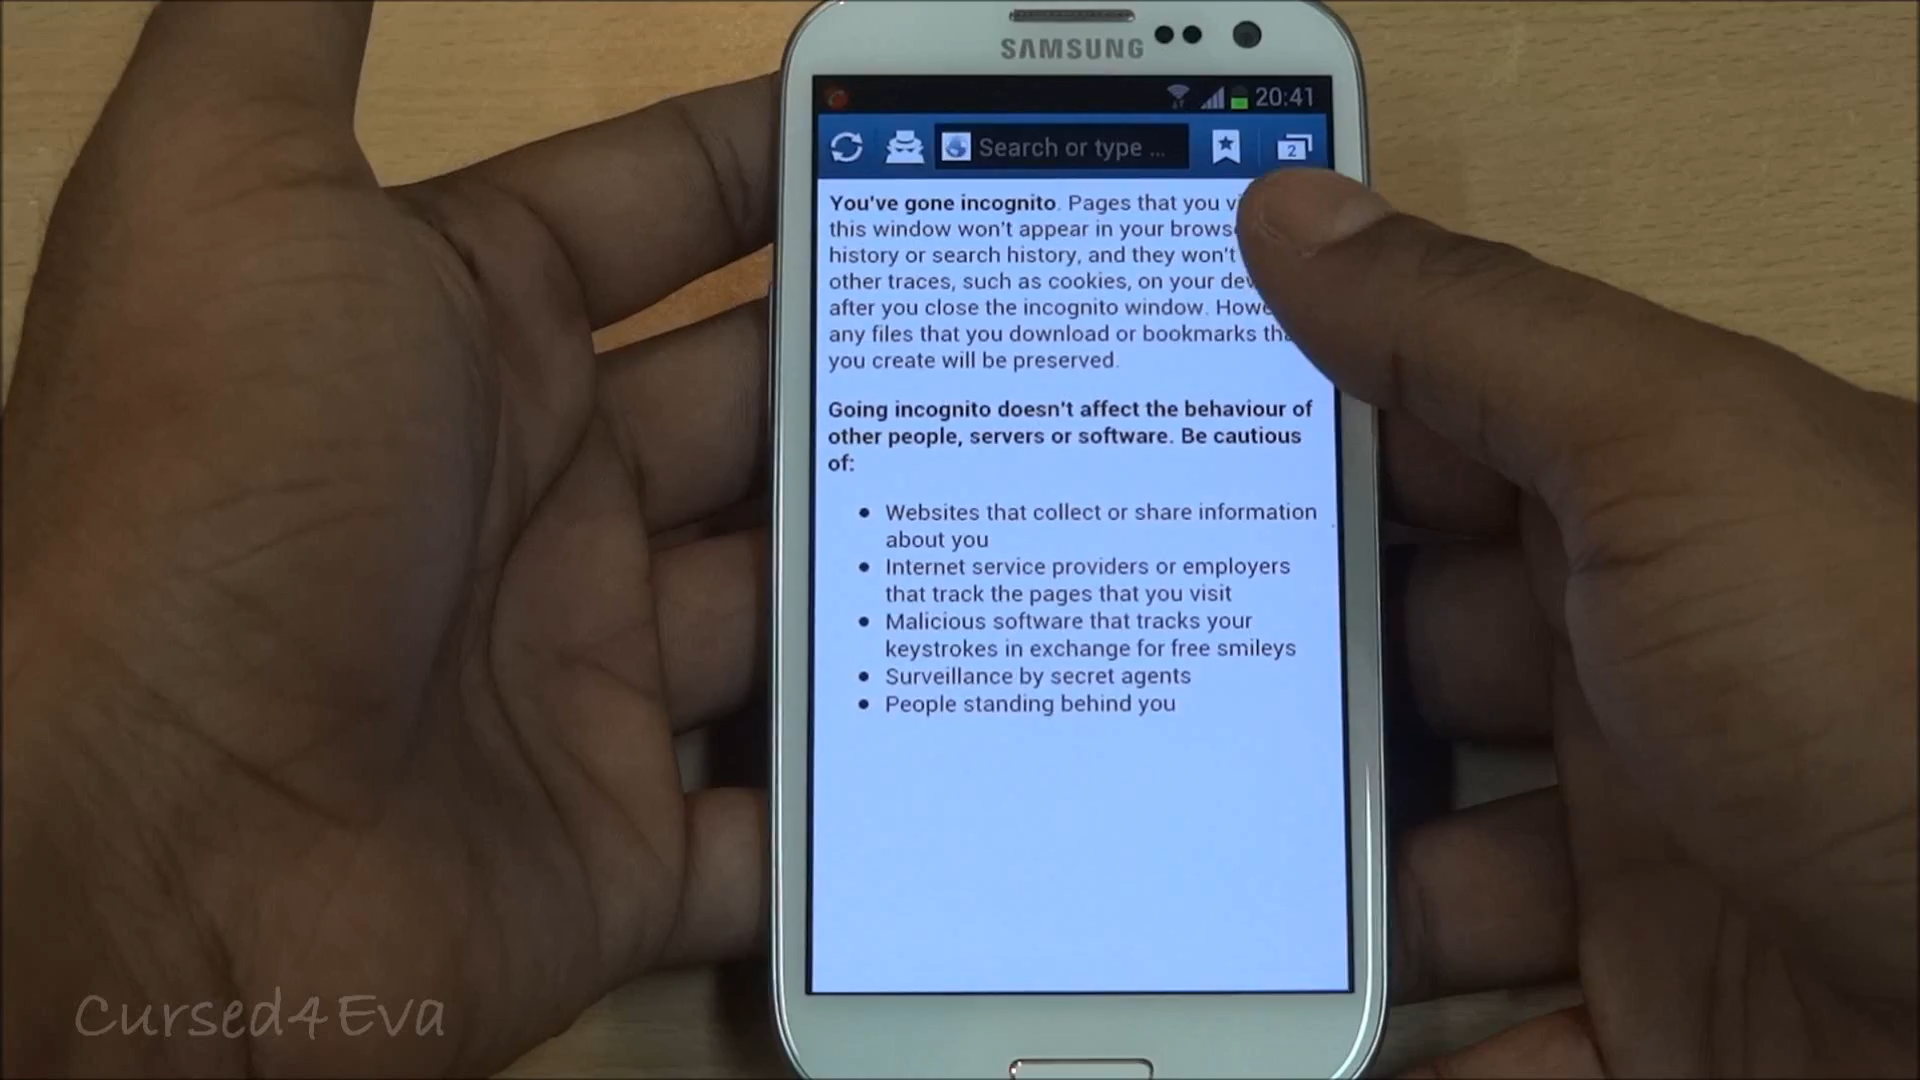 SAMSUNG
20:41
Search or type ...
2
You've gone incognito. Pages that you
this window won't appear in your
history or search history, and they won't
other traces, such as cookies, on your
after you close the incognito window.
any files that you download or bookmarks
you create will be preserved.
Going incognito doesn't affect the behaviour of
other people, servers or software. Be cautious
of:
Websites that collect or share information
about you
Internet service providers or employers
that track the pages that you visit
Malicious software that tracks your
keystrokes in exchange for free smileys
Surveillance by secret agents
People standing behind you
Cursed4Eva